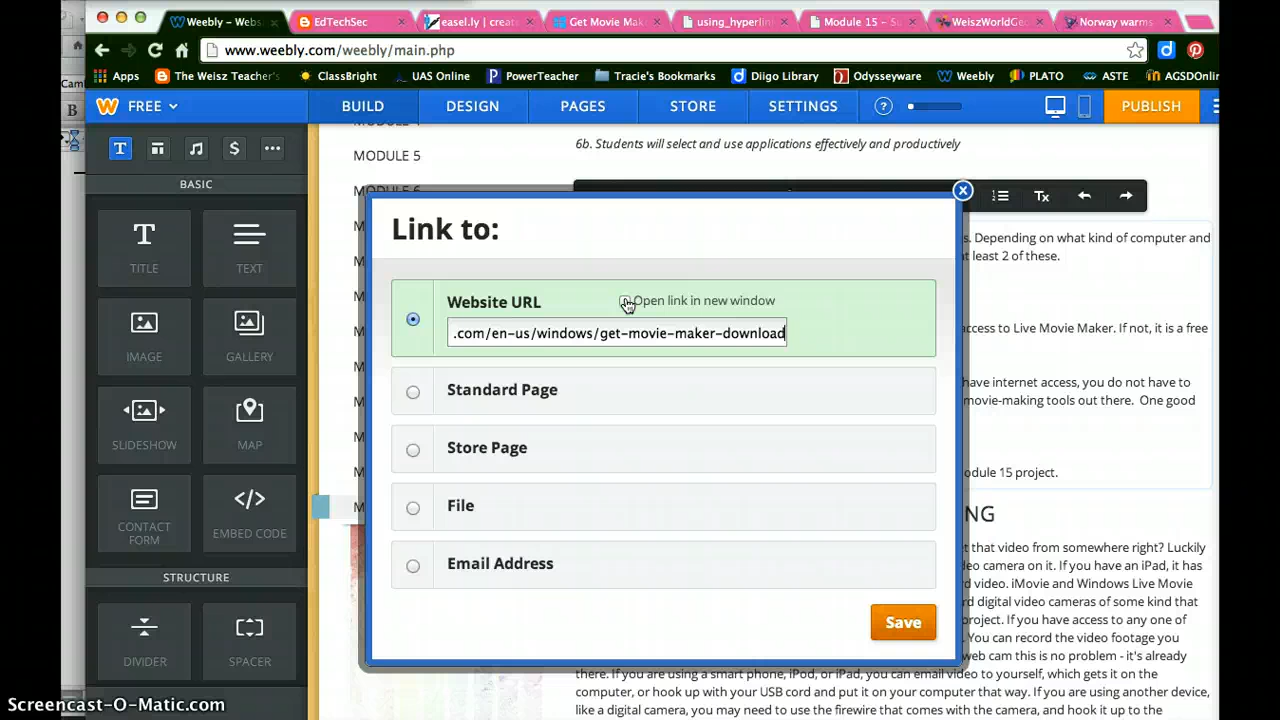 Weebly – Websi
EdTechSec
easel.ly | create
Get Movie Mak
using_hyperlin
Module 15 – Su
WeiszWorldGe
Norway warms
www.weebly.com/weebly/main.php
Cam
Apps
The Weisz Teacher's
ClassBright
UAS Online
PowerTeacher
Tracie's Bookmarks
Diigo Library
Odysseyware
Weebly
PLATO
ASTE
AGSDOnlin
B
FREE
BUILD
DESIGN
PAGES
STORE
SETTINGS
?
PUBLISH
BASIC
TITLE
TEXT
IMAGE
GALLERY
SLIDESHOW
MAP
CONTACT FORM
EMBED CODE
STRUCTURE
DIVIDER
SPACER
MODULE 5
6b. Students will select and use applications effectively and productively
Tx
s. Depending on what kind of computer and
t least 2 of these.
access to Live Movie Maker. If not, it is a free
have internet access, you do not have to
movie-making tools out there. One good
odule 15 project.
NG
t that video from somewhere right? Luckily
video camera on it. If you have an iPad, it has
rd video. iMovie and Windows Live Movie
rd digital video cameras of some kind that
project. If you have access to any one of
. You can record the video footage you
web cam this is no problem - it's already
there. If you are using a smart phone, iPod, or iPad, you can email video to yourself, which gets it on the
computer, or hook up with your USB cord and put it on your computer that way. If you are using another device,
like a digital camera, you may need to use the firewire that comes with the camera, and hook it up to the
Link to:
Website URL
Open link in new window
.com/en-us/windows/get-movie-maker-download
Standard Page
Store Page
File
Email Address
Save
Screencast-O-Matic.com